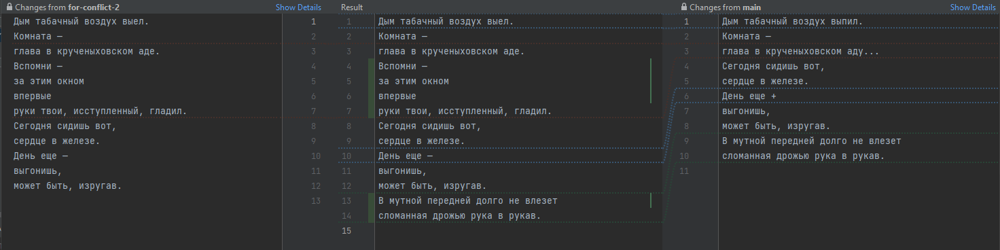 Changes from for-conflict-2
Show Details
Result
Changes from main
Show Details
Дым табачный воздух выел.
Комната –
глава в крученыховском аде.
Вспомни –
за этим окном
впервые
руки твои, исступленный, гладил.
Сегодня сидишь вот,
сердце в железе.
День еще –
выгонишь,
может быть, изругав.
1
2
3
4
5
6
7
8
9
10
11
12
13
1
2
3
4
5
6
7
8
9
10
11
12
13
14
15
Дым табачный воздух выел.
Комната –
глава в крученыховском аде.
Вспомни –
за этим окном
впервые
руки твои, исступленный, гладил.
Сегодня сидишь вот,
сердце в железе.
День еще –
выгонишь,
может быть, изругав.
В мутной передней долго не влезет
сломанная дрожью рука в рукав.
1
2
3
4
5
6
7
8
9
10
11
Дым табачный воздух выпил.
Комната –
глава в крученыховском аду...
Сегодня сидишь вот,
сердце в железе.
День еще +
выгонишь,
может быть, изругав.
В мутной передней долго не влезет
сломанная дрожью рука в рукав.